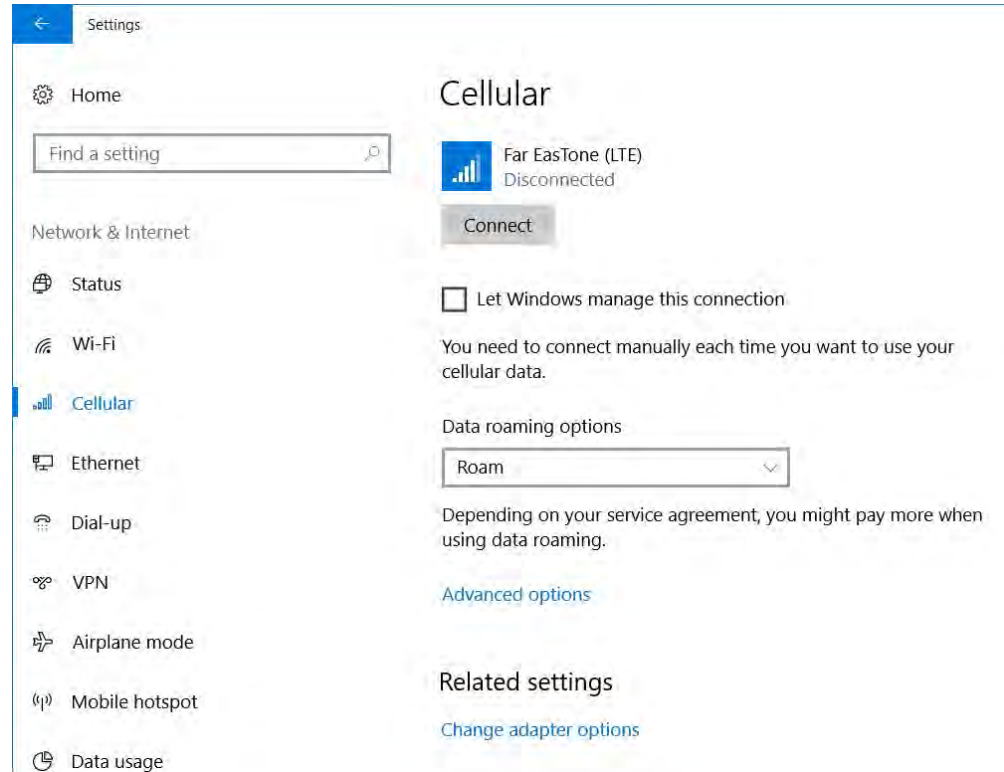 Settings
Home
Find a setting
Network & Internet
Status
Wi-Fi
Cellular
Ethernet
Dial-up
VPN
Airplane mode
Mobile hotspot
Data usage
Cellular
Far EasTone (LTE)
Disconnected
Connect
Let Windows manage this connection
You need to connect manually each time you want to use your
cellular data.
Data roaming options
Roam
Depending on your service agreement, you might pay more when
using data roaming.
Advanced options
Related settings
Change adapter options